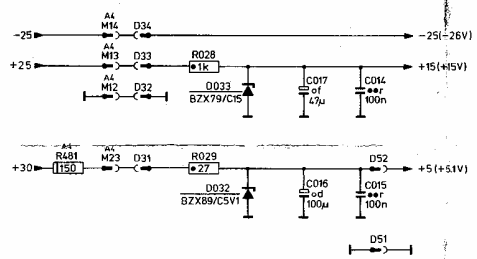 A4
M14 D34
-25 -25(-26V)
A4
M13 D33 R028
+25 1k +15(+15V)
A4
M12 D32
D033
BZX79/C15
C017
of
47µ
C014
r
100n
A4
R481
150
A4
M23 D31 R029
+30 27 D52 +5(+5.1V)
D032
BZX89/C5V1
C016
od
100µ
C015
r
100n
D51